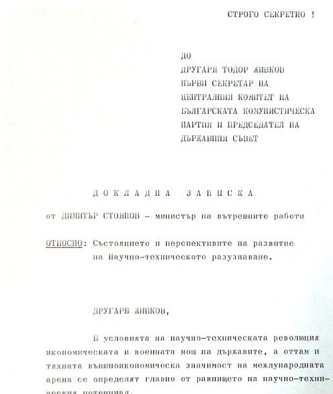 СТРОГО СЕКРЕТНО !
ДО
ДРУГАРЯ ТОДОР ЖИВКОВ
ПЪРВИ СЕКРЕТАР НА
ЦЕНТРАЛНИЯ КОМИТЕТ НА
БЪЛГАРСКАТА КОМУНИСТИЧЕСКА
ПАРТИЯ И ПРЕДСЕДАТЕЛ НА
ДЪРЖАВНИЯ СЪВЕТ
Д О К Л А Д Н А З А П И С К А
от ДИМИТЪР СТОЯНОВ - министър на вътрешните работи
ОТНОСНО: Състоянието и перспективите на развитие
на Научно-техническото разузнаване.
ДРУГАРЮ ЖИВКОВ,
В условията на научно-техническата революция
икономическата и военната мощ на държавите, а оттам и
тяхната външноикономическа значимост на международната
арена се определят главно от равнището на научно-техни-
ческия потенциал.